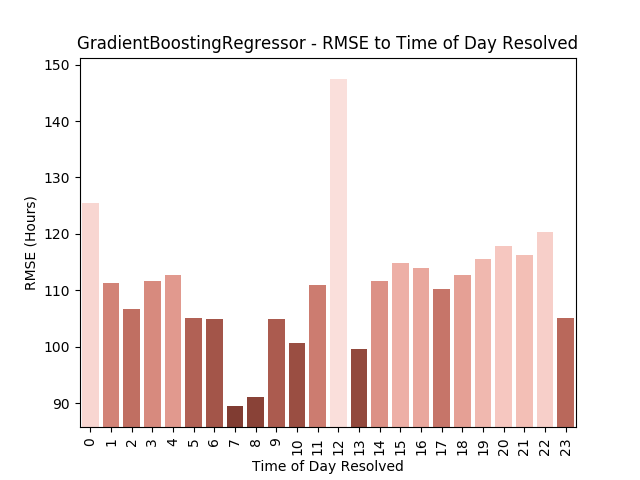 GradientBoostingRegressor - RMSE to Time of Day Resolved
150
140
130
120
110
100
90
RMSE (Hours)
0 1 2 3 4 5 6 7 8 9 10 11 12 13 14 15 16 17 18 19 20 21 22 23
Time of Day Resolved